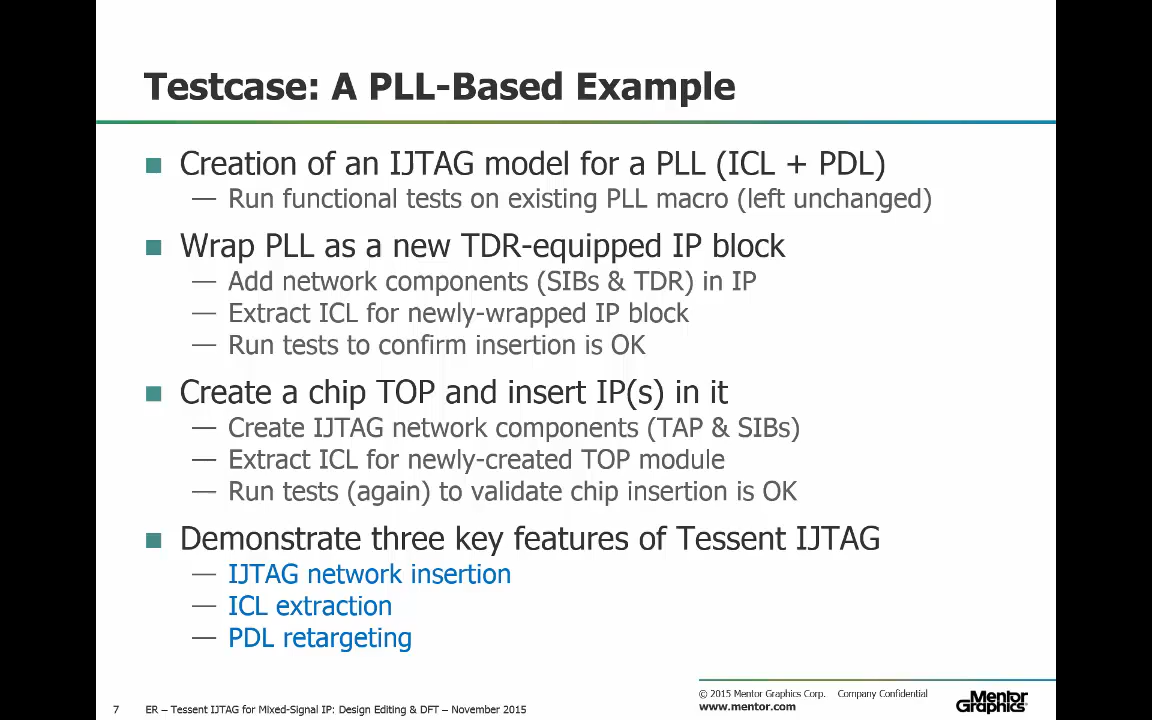 Testcase: A PLL-Based Example
Creation of an IJTAG model for a PLL (ICL + PDL)
— Run functional tests on existing PLL macro (left unchanged)
Wrap PLL as a new TDR-equipped IP block
— Add network components (SIBs & TDR) in IP
— Extract ICL for newly-wrapped IP block
— Run tests to confirm insertion is OK
Create a chip TOP and insert IP(s) in it
— Create IJTAG network components (TAP & SIBs)
— Extract ICL for newly-created TOP module
— Run tests (again) to validate chip insertion is OK
Demonstrate three key features of Tessent IJTAG
— IJTAG network insertion
— ICL extraction
— PDL retargeting
7 ER – Tessent IJTAG for Mixed-Signal IP: Design Editing & DFT – November 2015
© 2015 Mentor Graphics Corp. Company Confidential
www.mentor.com
Mentor
Graphics